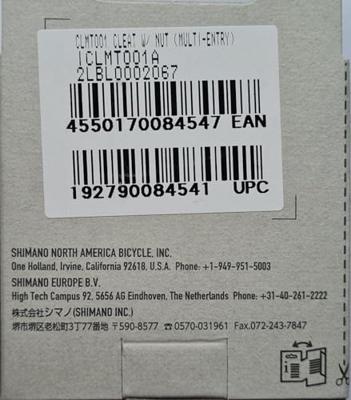 CLMT001 CLEAT W/ NUT (MULTI-ENTRY)
ICLMT001A
2LBL0002067
4550170084547 EAN
192790084541 UPC
SHIMANO NORTH AMERICA BICYCLE, INC.
One Holland, Irvine, California 92618, U.S.A. Phone: +1-949-951-5003
SHIMANO EUROPE B.V.
High Tech Campus 92, 5656 AG Eindhoven, The Netherlands Phone: +31-40-261-2222
株式会社シマノ(SHIMANO INC.)
堺市堺区老松町3丁77番地 〒590-8577 ☎0570-031961 Fax.072-243-7847